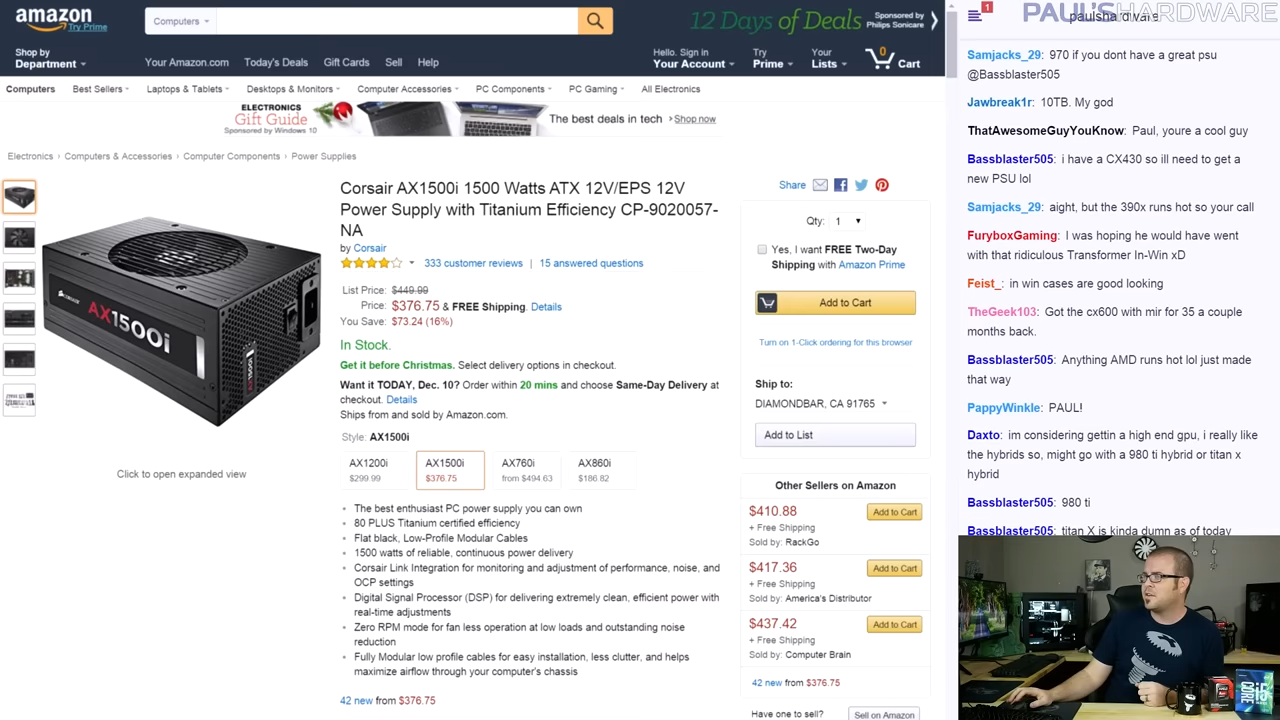 amazon
Try Prime
Computers
12 Days of Deals
Sponsored by
Philips Sonicare
Shop by
Department
Your Amazon.com
Today's Deals
Gift Cards
Sell
Help
Hello. Sign in
Your Account
Try
Prime
Your
Lists
0
Cart
Computers
Best Sellers
Laptops & Tablets
Desktops & Monitors
Computer Accessories
PC Components
PC Gaming
All Electronics
ELECTRONICS
Gift Guide
Sponsored by Windows 10
The best deals in tech
Shop now
Electronics › Computers & Accessories › Computer Components › Power Supplies
CORSAIR
AX1500i
AX1500i
Click to open expanded view
Corsair AX1500i 1500 Watts ATX 12V/EPS 12V
Power Supply with Titanium Efficiency CP-9020057-
NA
by Corsair
333 customer reviews | 15 answered questions
List Price: $449.99
Price: $376.75 & FREE Shipping. Details
You Save: $73.24 (16%)
In Stock.
Get it before Christmas. Select delivery options in checkout.
Want it TODAY, Dec. 10? Order within 20 mins and choose Same-Day Delivery at
checkout. Details
Ships from and sold by Amazon.com.
Style: AX1500i
AX1200i
$299.99
AX1500i
$376.75
AX760i
from $494.63
AX860i
$186.82
The best enthusiast PC power supply you can own
80 PLUS Titanium certified efficiency
Flat black, Low-Profile Modular Cables
1500 watts of reliable, continuous power delivery
Corsair Link Integration for monitoring and adjustment of performance, noise, and
OCP settings
Digital Signal Processor (DSP) for delivering extremely clean, efficient power with
real-time adjustments
Zero RPM mode for fan less operation at low loads and outstanding noise
reduction
Fully Modular low profile cables for easy installation, less clutter, and helps
maximize airflow through your computer's chassis
42 new from $376.75
Share
Qty: 1
Yes, I want FREE Two-Day
Shipping with Amazon Prime
Add to Cart
Turn on 1-Click ordering for this browser
Ship to:
DIAMONDBAR, CA 91765
Add to List
Other Sellers on Amazon
$410.88
Add to Cart
+ Free Shipping
Sold by: RackGo
$417.36
Add to Cart
+ Free Shipping
Sold by: America's Distributor
$437.42
Add to Cart
+ Free Shipping
Sold by: Computer Brain
42 new from $376.75
Have one to sell?
Sell on Amazon
1
PAUL'S HARDWARE
paulshardware
Samjacks_29: 970 if you dont have a great psu
@Bassblaster505
Jawbreak1r: 10TB. My god
ThatAwesomeGuyYouKnow: Paul, youre a cool guy
Bassblaster505: i have a CX430 so ill need to get a
new PSU lol
Samjacks_29: aight, but the 390x runs hot so your call
FuryboxGaming: I was hoping he would have went
with that ridiculous Transformer In-Win xD
Feist_: in win cases are good looking
TheGeek103: Got the cx600 with mir for 35 a couple
months back.
Bassblaster505: Anything AMD runs hot lol just made
that way
PappyWinkle: PAUL!
Daxto: im considering gettin a high end gpu, i really like
the hybrids so, might go with a 980 ti hybrid or titan x
hybrid
Bassblaster505: 980 ti
Bassblaster505: titan X is kinda dumn as of today